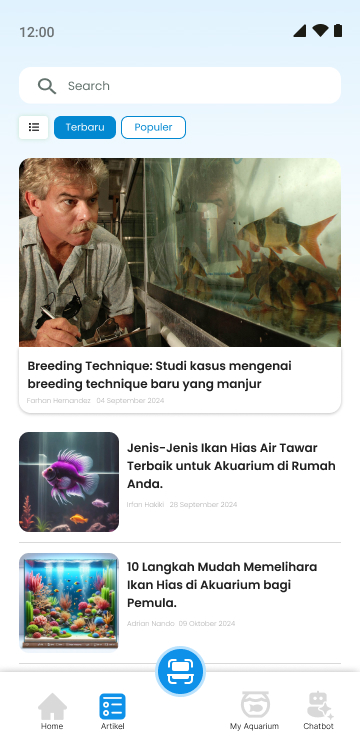 12:00
Search
Terbaru
Populer
Breeding Technique: Studi kasus mengenai
breeding technique baru yang manjur
Farhan Hernandez 04 September 2024
Jenis-Jenis Ikan Hias Air Tawar
Terbaik untuk Akuarium di Rumah
Anda.
Irfan Hakiki 28 September 2024
10 Langkah Mudah Memelihara
Ikan Hias di Akuarium bagi
Pemula.
Adrian Nando 09 Oktober 2024
Home
Artikel
My Aquarium
Chatbot